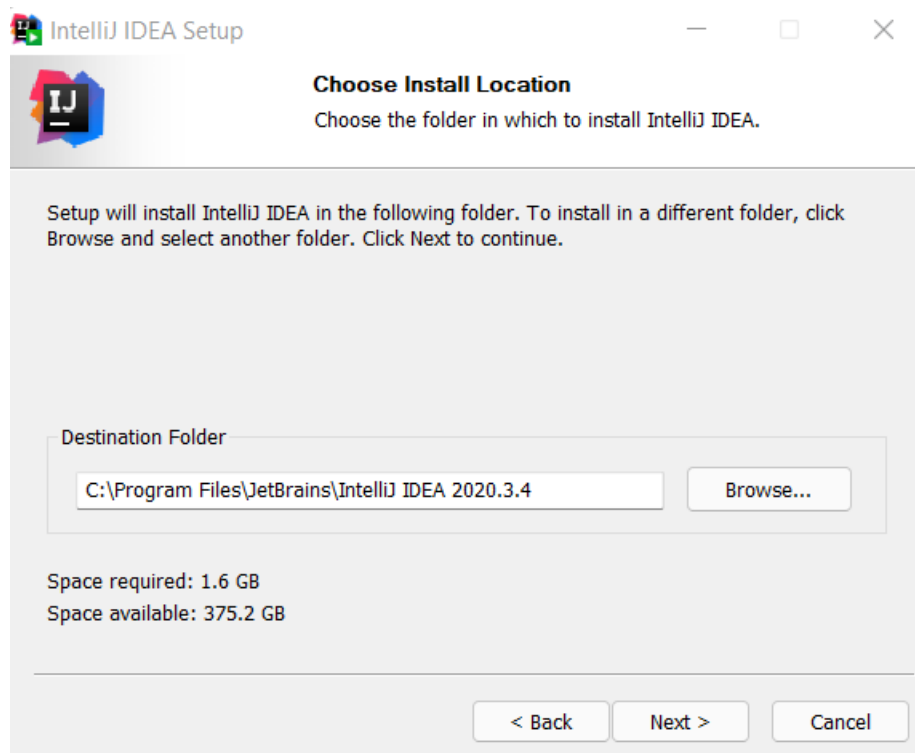 IntelliJ IDEA Setup
IJ
Choose Install Location
Choose the folder in which to install IntelliJ IDEA.
Setup will install IntelliJ IDEA in the following folder. To install in a different folder, click
Browse and select another folder. Click Next to continue.
Destination Folder
C:\Program Files\JetBrains\IntelliJ IDEA 2020.3.4
Browse...
Space required: 1.6 GB
Space available: 375.2 GB
< Back
Next >
Cancel